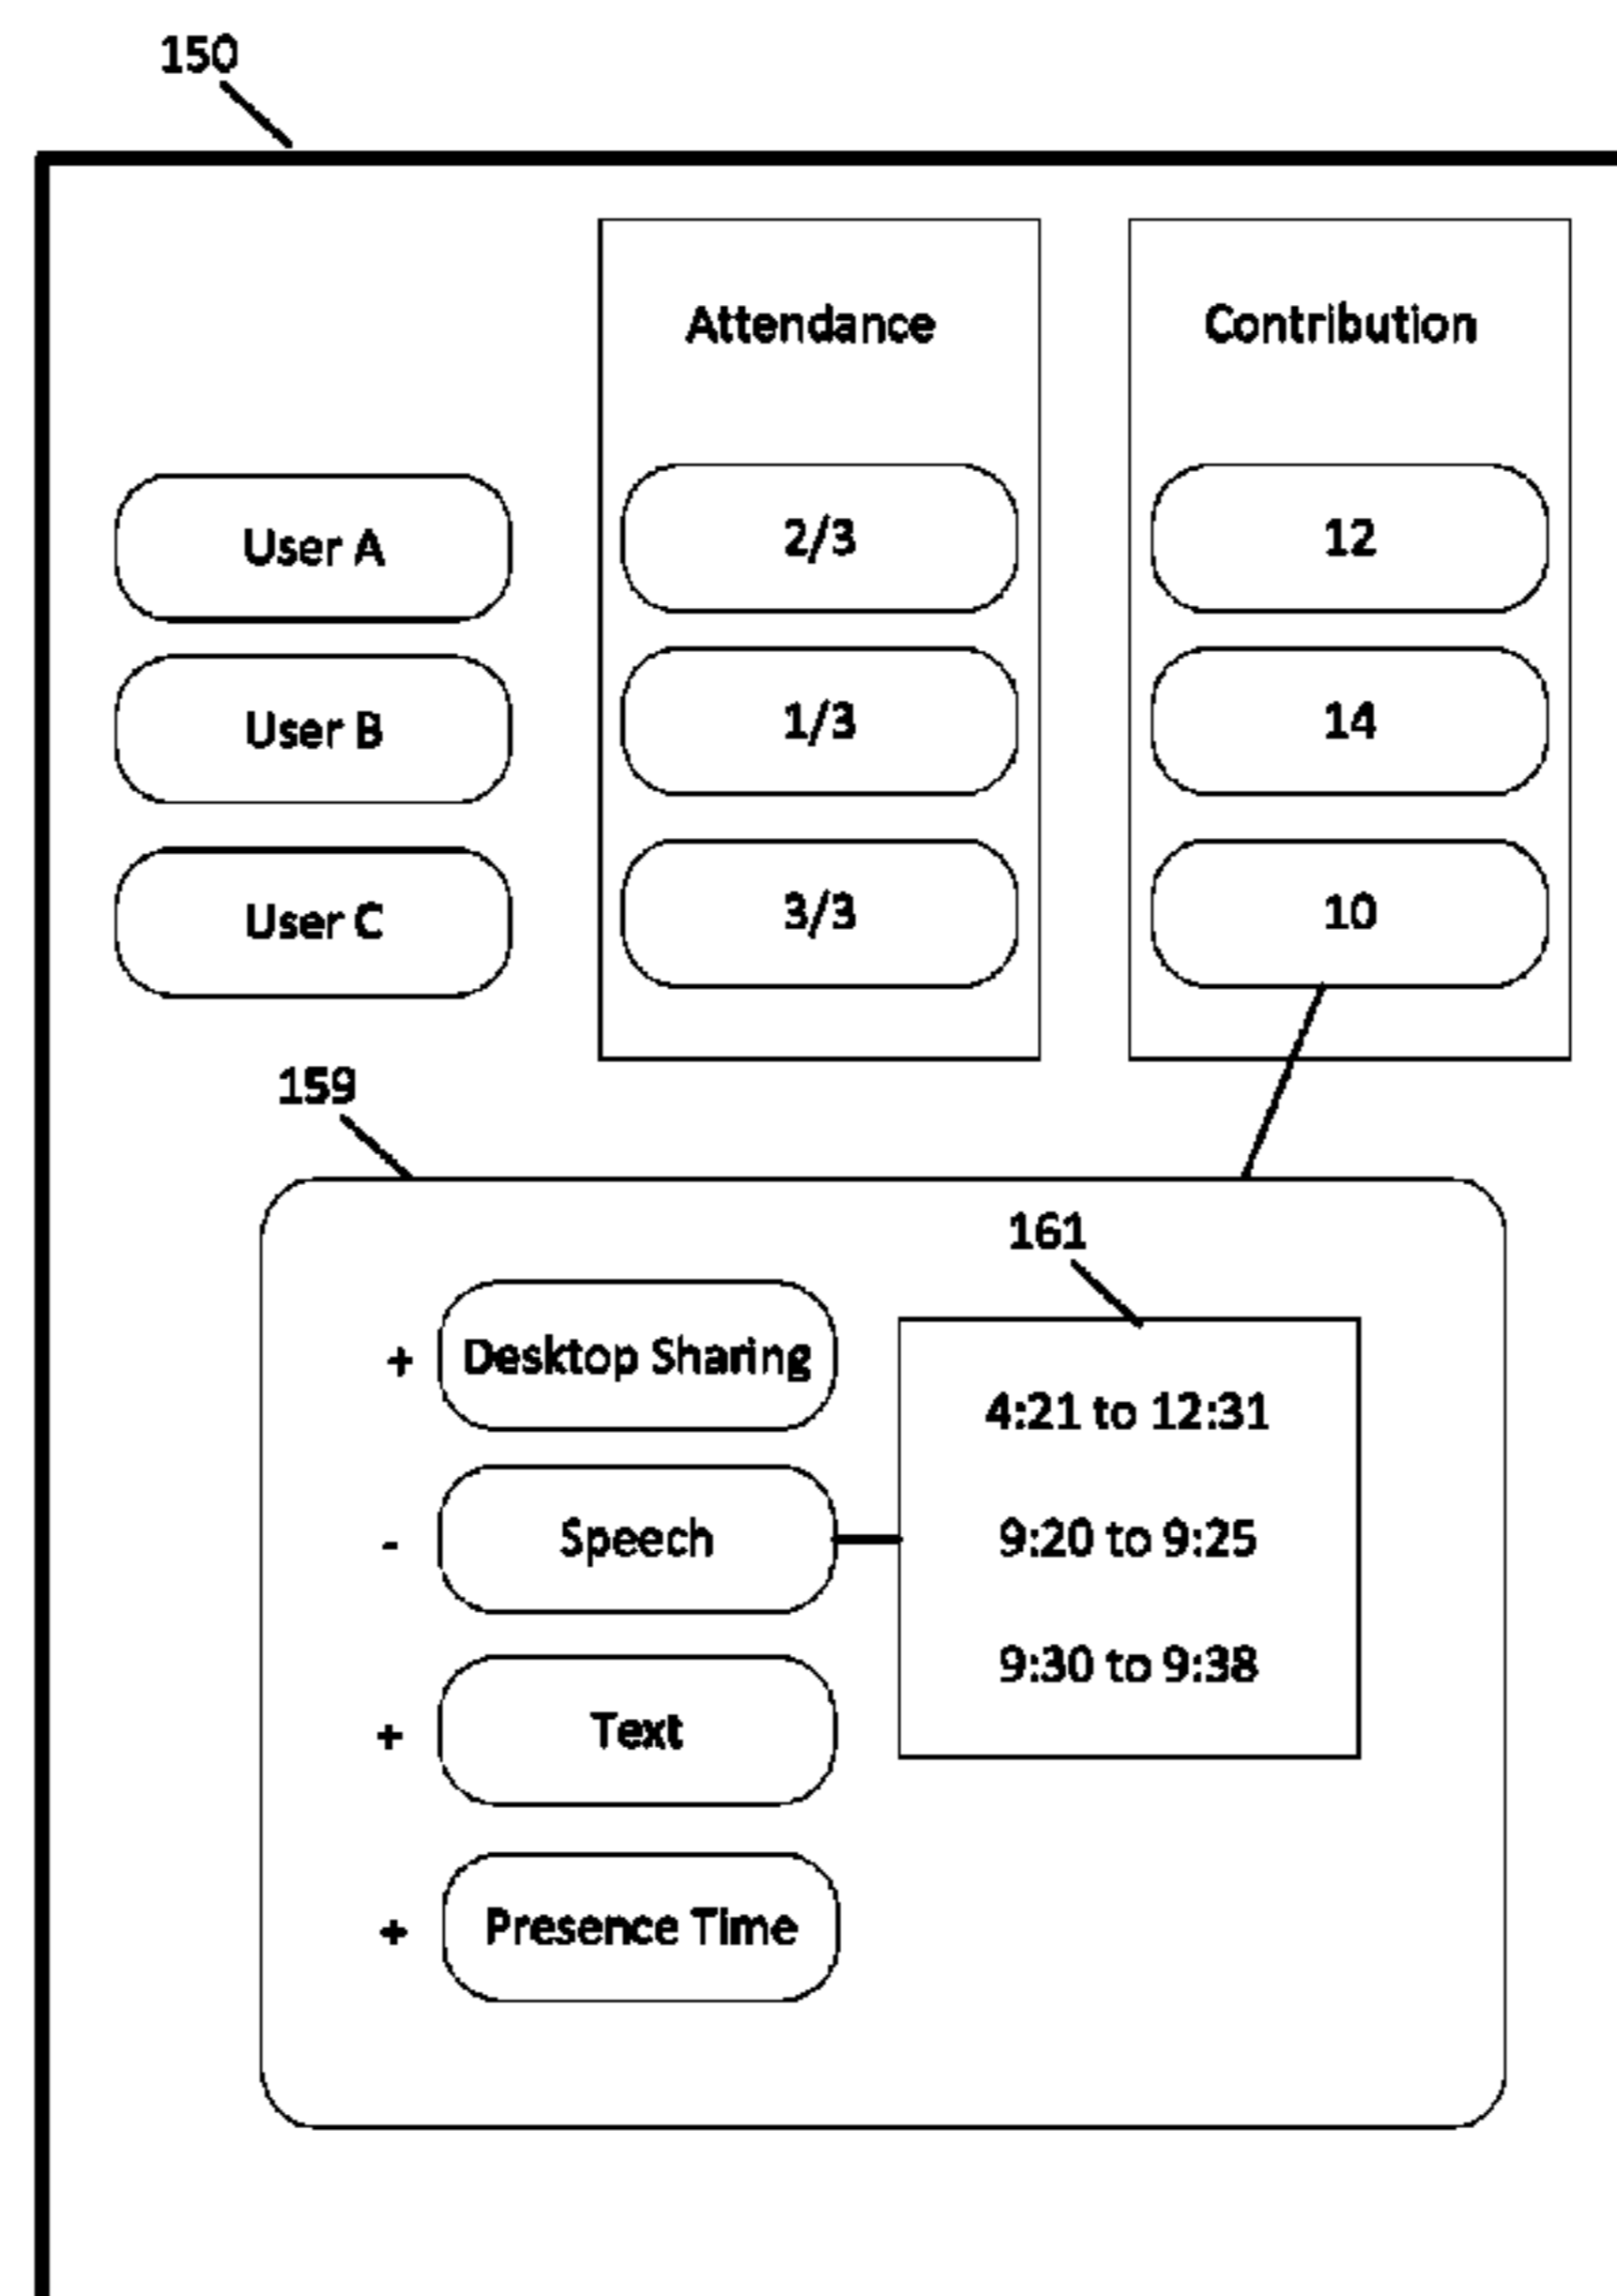 150
Attendance Contribution
User A 2/3 12
User B 1/3 14
User C 3/3 10
159
161
+ Desktop Sharing
4:21 to 12:31
- Speech 9:20 to 9:25
9:30 to 9:38
+ Text
+ Presence Time